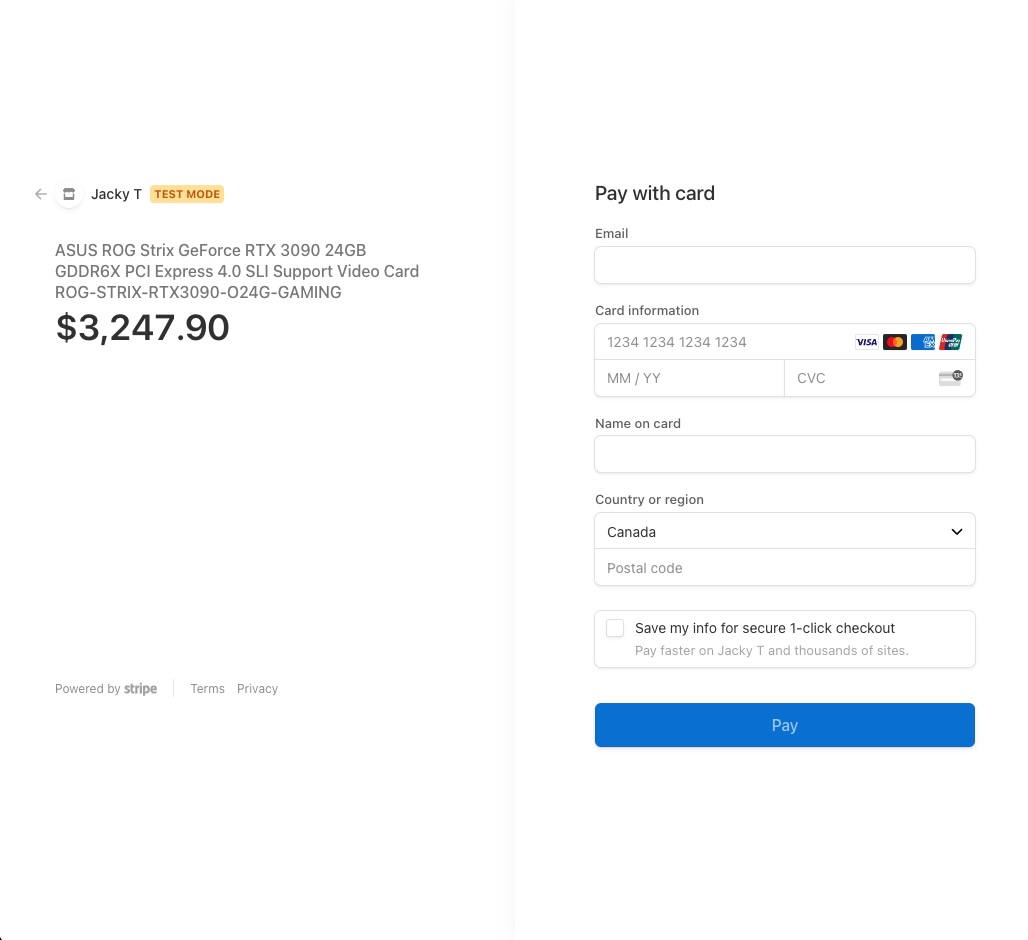 Jacky T TEST MODE
ASUS ROG Strix GeForce RTX 3090 24GB
GDDR6X PCI Express 4.0 SLI Support Video Card
ROG-STRIX-RTX3090-O24G-GAMING
$3,247.90
Powered by stripe
Terms Privacy
Pay with card
Email
Card information
1234 1234 1234 1234 VISA
MM / YY
CVC
Name on card
Country or region
Canada
Postal code
Save my info for secure 1-click checkout
Pay faster on Jacky T and thousands of sites.
Pay